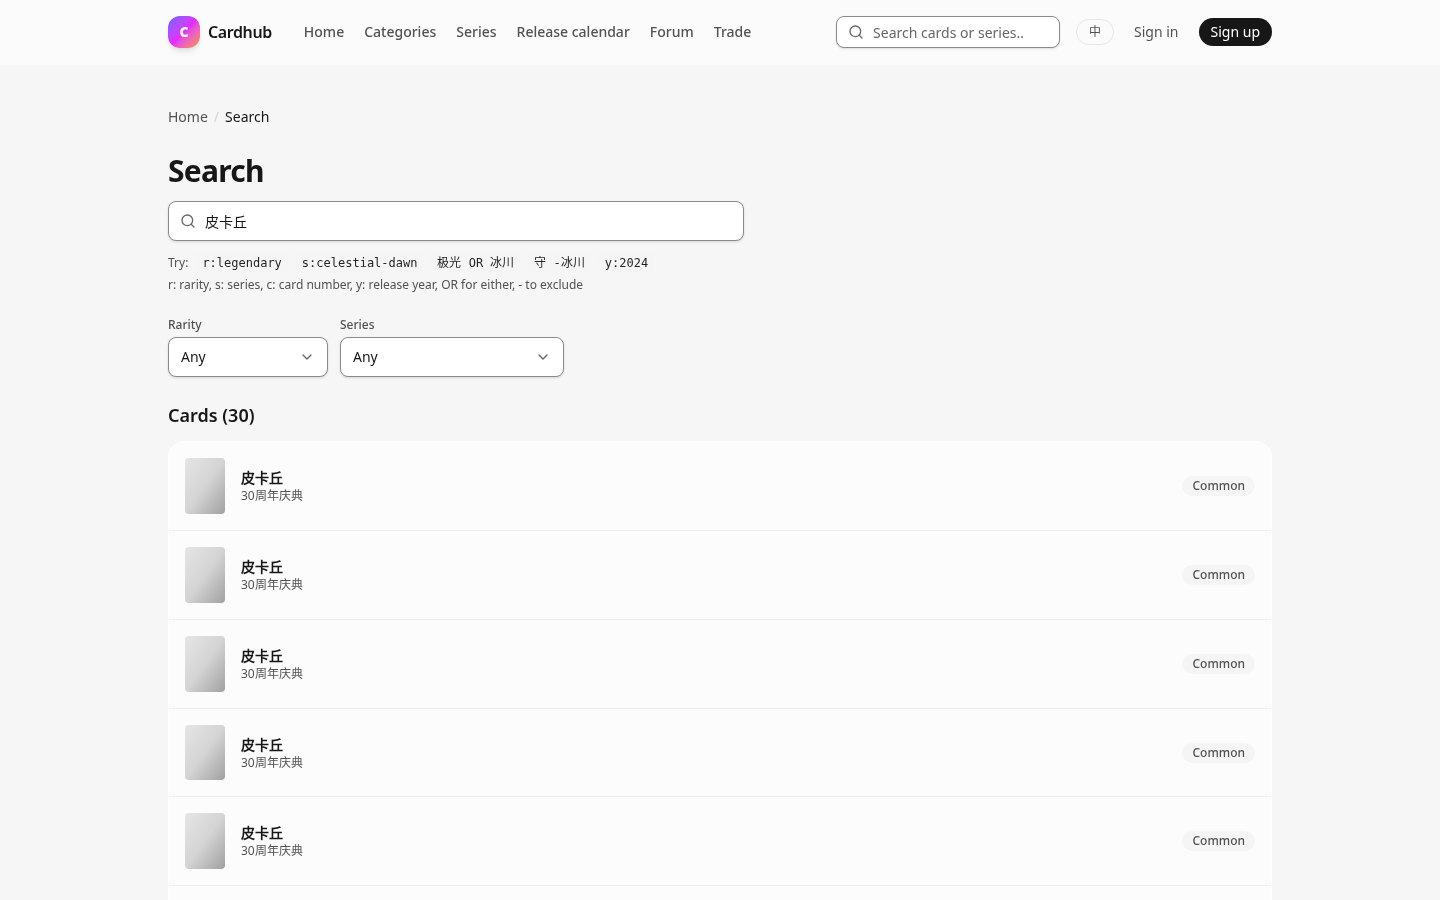 C Cardhub Home Categories Series Release calendar Forum Trade Search cards or series.. 中 Sign in Sign up
Home / Search
Search
皮卡丘
Try: r:legendary s:celestial-dawn 极光 OR 冰川 守 -冰川 y:2024
r: rarity, s: series, c: card number, y: release year, OR for either, - to exclude
Rarity Series
Any Any
Cards (30)
皮卡丘
30周年庆典
Common
皮卡丘
30周年庆典
Common
皮卡丘
30周年庆典
Common
皮卡丘
30周年庆典
Common
皮卡丘
30周年庆典
Common